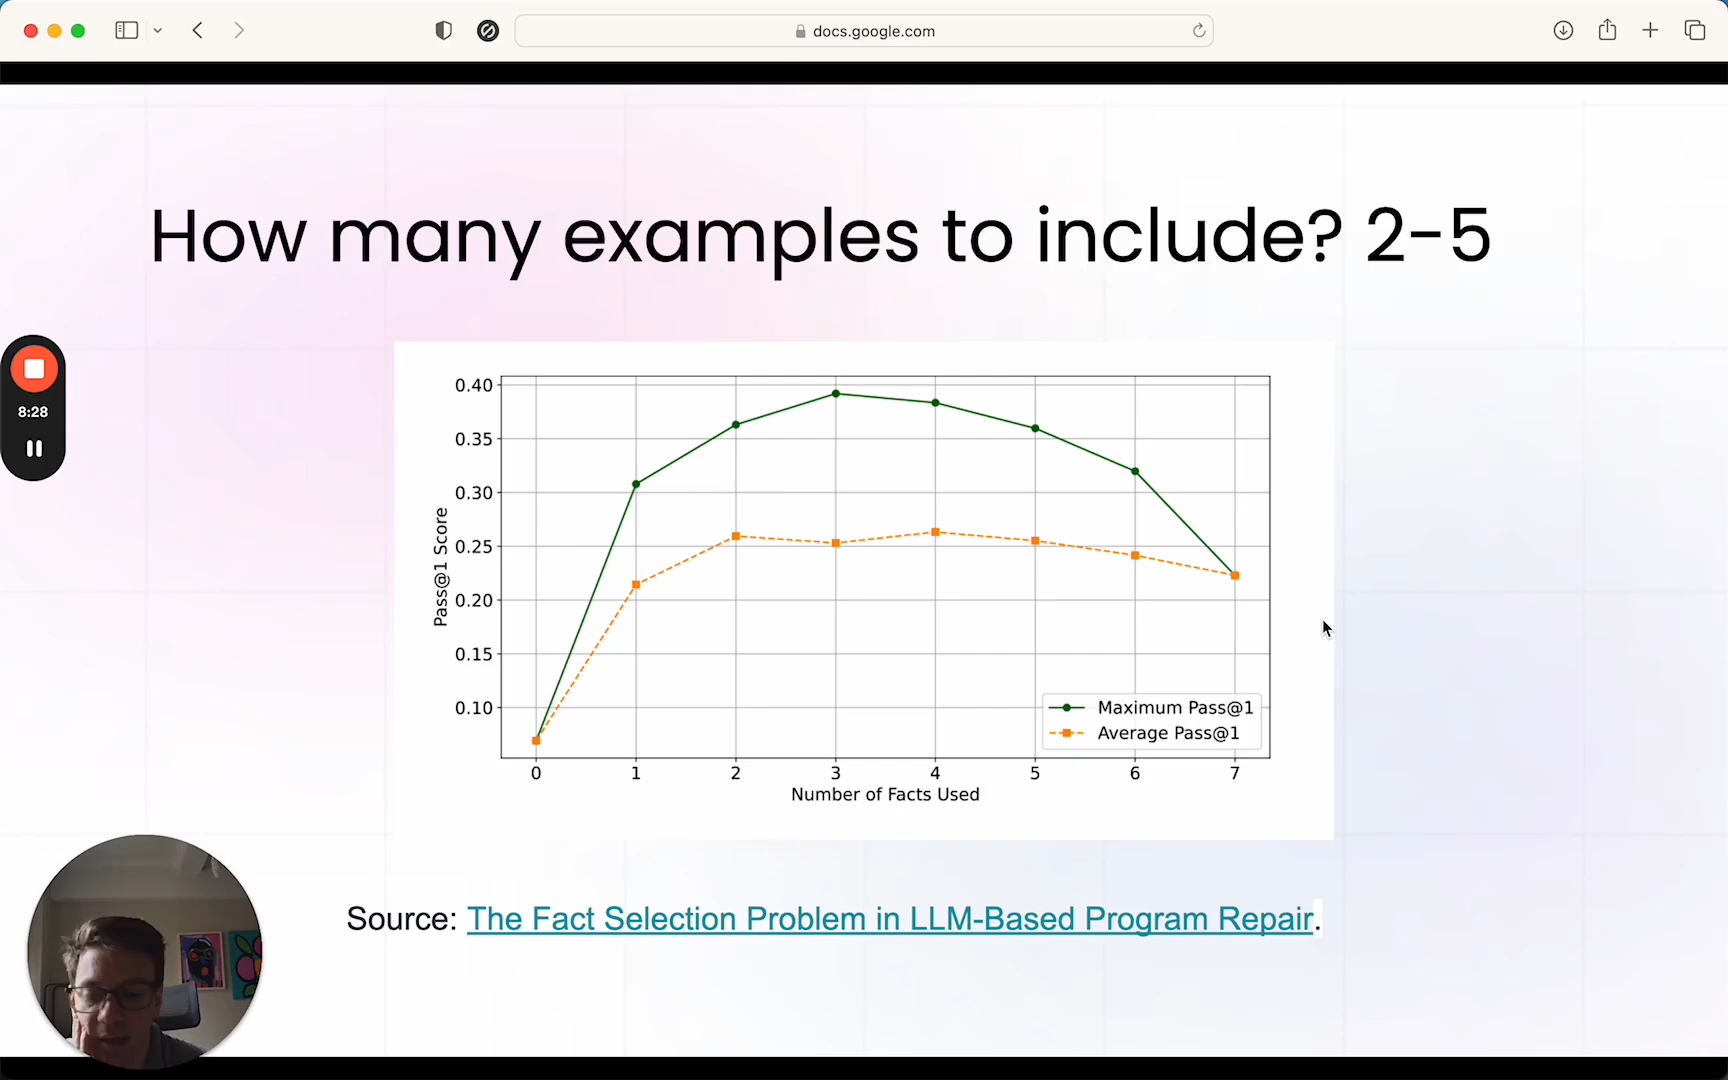 docs.google.com
How many examples to include? 2-5
8:28
0.40
0.35
0.30
0.25
0.20
0.15
0.10
Pass@1 Score
Maximum Pass@1
Average Pass@1
0 1 2 3 4 5 6 7
Number of Facts Used
Source: The Fact Selection Problem in LLM-Based Program Repair.